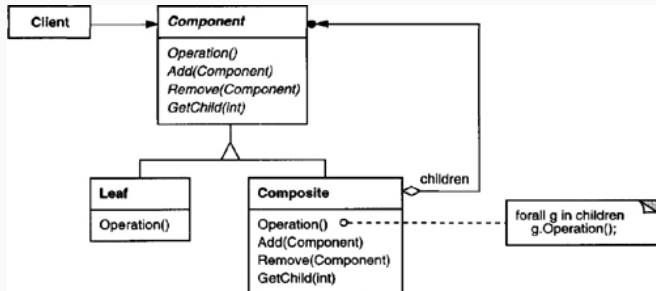 Client
Component
Operation()
Add(Component)
Remove(Component)
GetChild(int)
Leaf
Operation()
Composite
Operation()
Add(Component)
Remove(Component)
GetChild(int)
children
forall g in children
g.Operation();